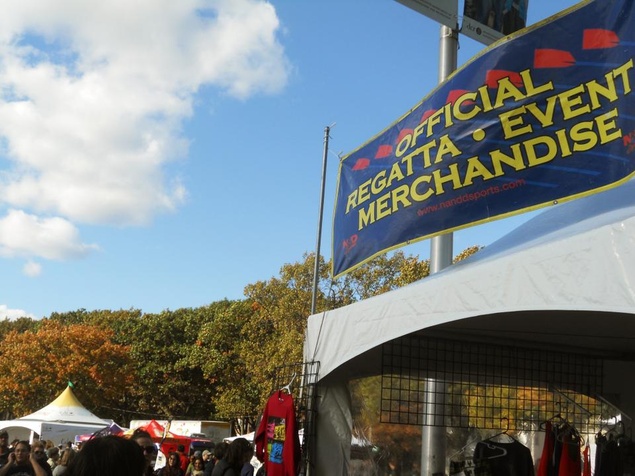 OFFICIAL
REGATTA • EVENT
MERCHANDISE
www.nanddsports.com